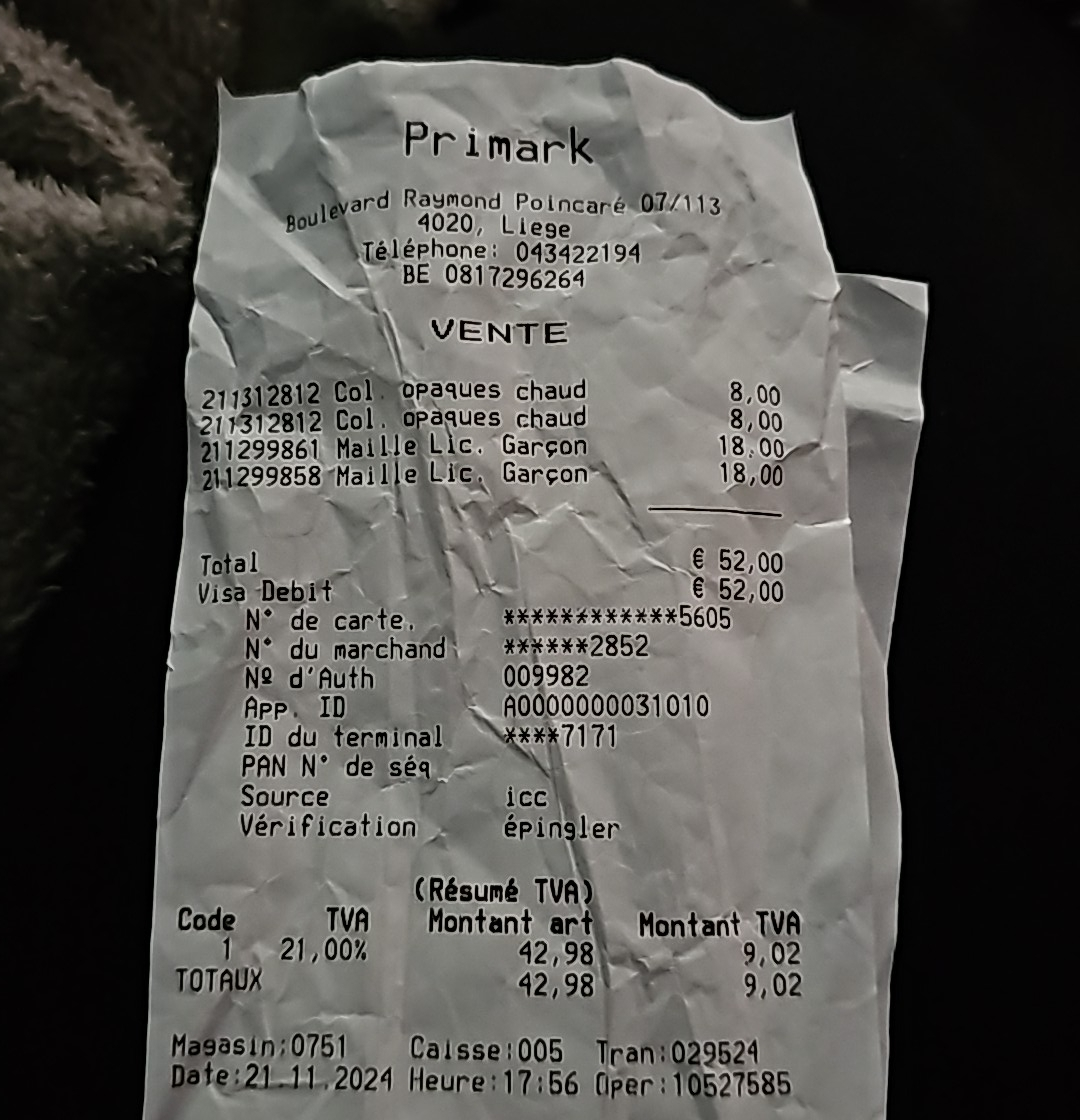 Primark
Boulevard Raymond Poincaré 07/113
4020, Liege
Téléphone: 043422194
BE 0817296264
VENTE
211312812 Col. opaques chaud 8,00
211312812 Col. opaques chaud 8,00
211299861 Maille Lic. Garçon 18,00
211299858 Maille Lic. Garçon 18,00
Total € 52,00
Visa Debit € 52,00
N° de carte. ************5605
N° du marchand ******2852
Nº d'Auth 009982
App. ID A0000000031010
ID du terminal ****7171
PAN N° de séq
Source icc
Vérification épingler
(Résumé TVA)
Code TVA Montant art Montant TVA
1 21,00% 42,98 9,02
TOTAUX 42,98 9,02
Magasin:0751 Caisse:005 Tran:029524
Date:21.11.2024 Heure:17:56 Oper:10527585